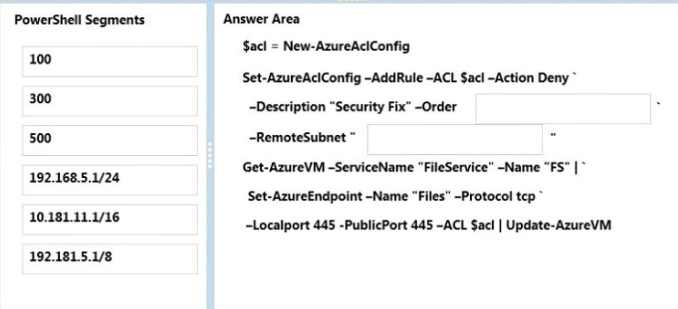 PowerShell Segments
100
300
500
192.168.5.1/24
10.181.11.1/16
192.181.5.1/8
Answer Area
$acl = New-AzureAclConfig
Set-AzureAclConfig –AddRule –ACL $acl –Action Deny `
–Description "Security Fix" –Order `
–RemoteSubnet " "
Get-AzureVM –ServiceName "FileService" –Name "FS" | `
Set-AzureEndpoint –Name "Files" –Protocol tcp `
–Localport 445 -PublicPort 445 –ACL $acl | Update-AzureVM